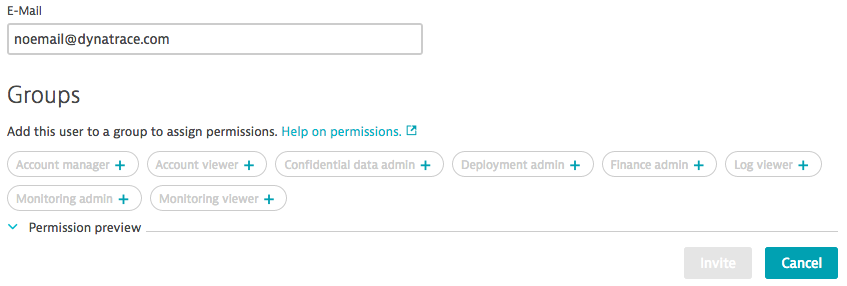 E-Mail
noemail@dynatrace.com
Groups
Add this user to a group to assign permissions. Help on permissions.
Account manager + Account viewer + Confidential data admin + Deployment admin + Finance admin + Log viewer +
Monitoring admin + Monitoring viewer +
Permission preview
Invite Cancel